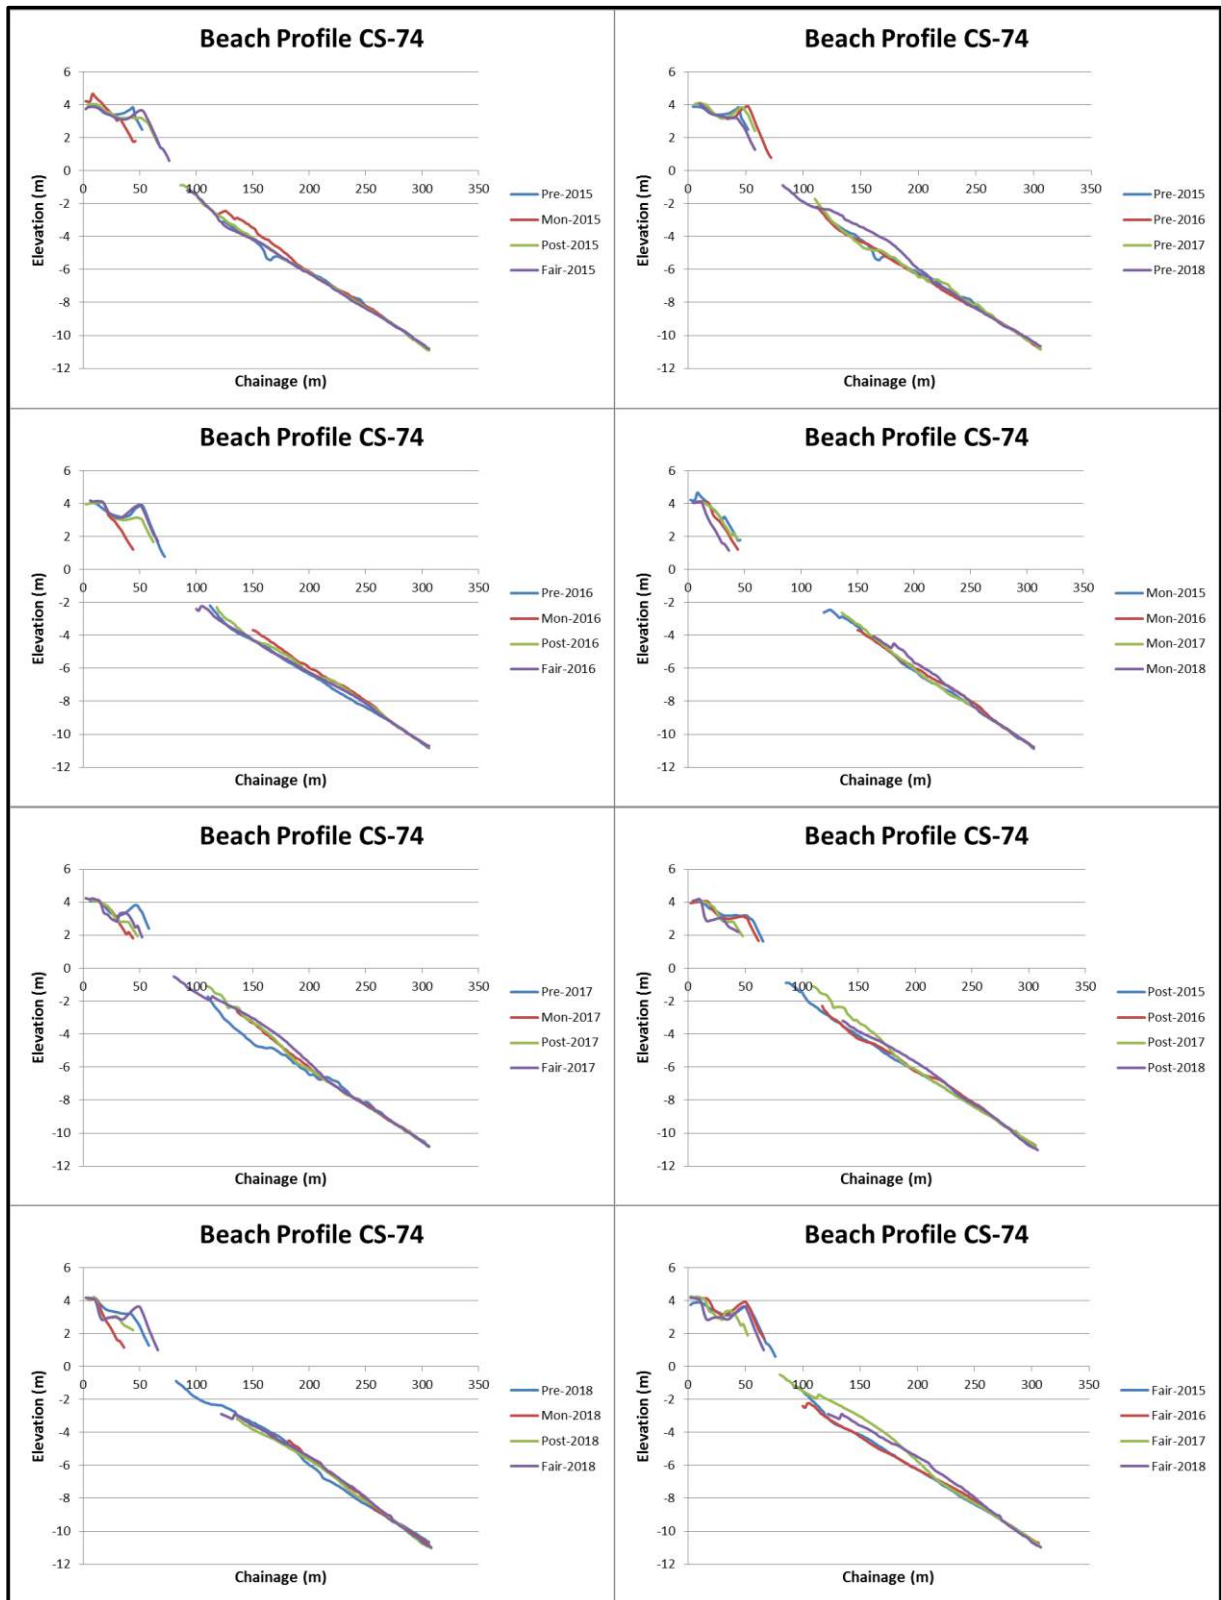 Beach Profile CS-74
6
4
2
0
-2
-4
-6
-8
-10
-12
0 50 100 150 200 250 300 350
Elevation (m)
Chainage (m)
Pre-2015
Mon-2015
Post-2015
Fair-2015
Beach Profile CS-74
6
4
2
0
-2
-4
-6
-8
-10
-12
0 50 100 150 200 250 300 350
Elevation (m)
Chainage (m)
Pre-2015
Pre-2016
Pre-2017
Pre-2018
Beach Profile CS-74
6
4
2
0
-2
-4
-6
-8
-10
-12
0 50 100 150 200 250 300 350
Elevation (m)
Chainage (m)
Pre-2016
Mon-2016
Post-2016
Fair-2016
Beach Profile CS-74
6
4
2
0
-2
-4
-6
-8
-10
-12
0 50 100 150 200 250 300 350
Elevation (m)
Chainage (m)
Mon-2015
Mon-2016
Mon-2017
Mon-2018
Beach Profile CS-74
6
4
2
0
-2
-4
-6
-8
-10
-12
0 50 100 150 200 250 300 350
Elevation (m)
Chainage (m)
Pre-2017
Mon-2017
Post-2017
Fair-2017
Beach Profile CS-74
6
4
2
0
-2
-4
-6
-8
-10
-12
0 50 100 150 200 250 300 350
Elevation (m)
Chainage (m)
Post-2015
Post-2016
Post-2017
Post-2018
Beach Profile CS-74
6
4
2
0
-2
-4
-6
-8
-10
-12
0 50 100 150 200 250 300 350
Elevation (m)
Chainage (m)
Pre-2018
Mon-2018
Post-2018
Fair-2018
Beach Profile CS-74
6
4
2
0
-2
-4
-6
-8
-10
-12
0 50 100 150 200 250 300 350
Elevation (m)
Chainage (m)
Fair-2015
Fair-2016
Fair-2017
Fair-2018